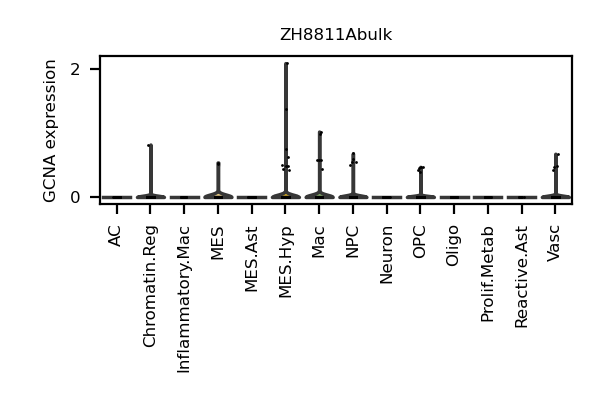 ZH8811Abulk
GCNA expression
2
0
AC
Chromatin.Reg
Inflammatory.Mac
MES
MES.Ast
MES.Hyp
Mac
NPC
Neuron
OPC
Oligo
Prolif.Metab
Reactive.Ast
Vasc